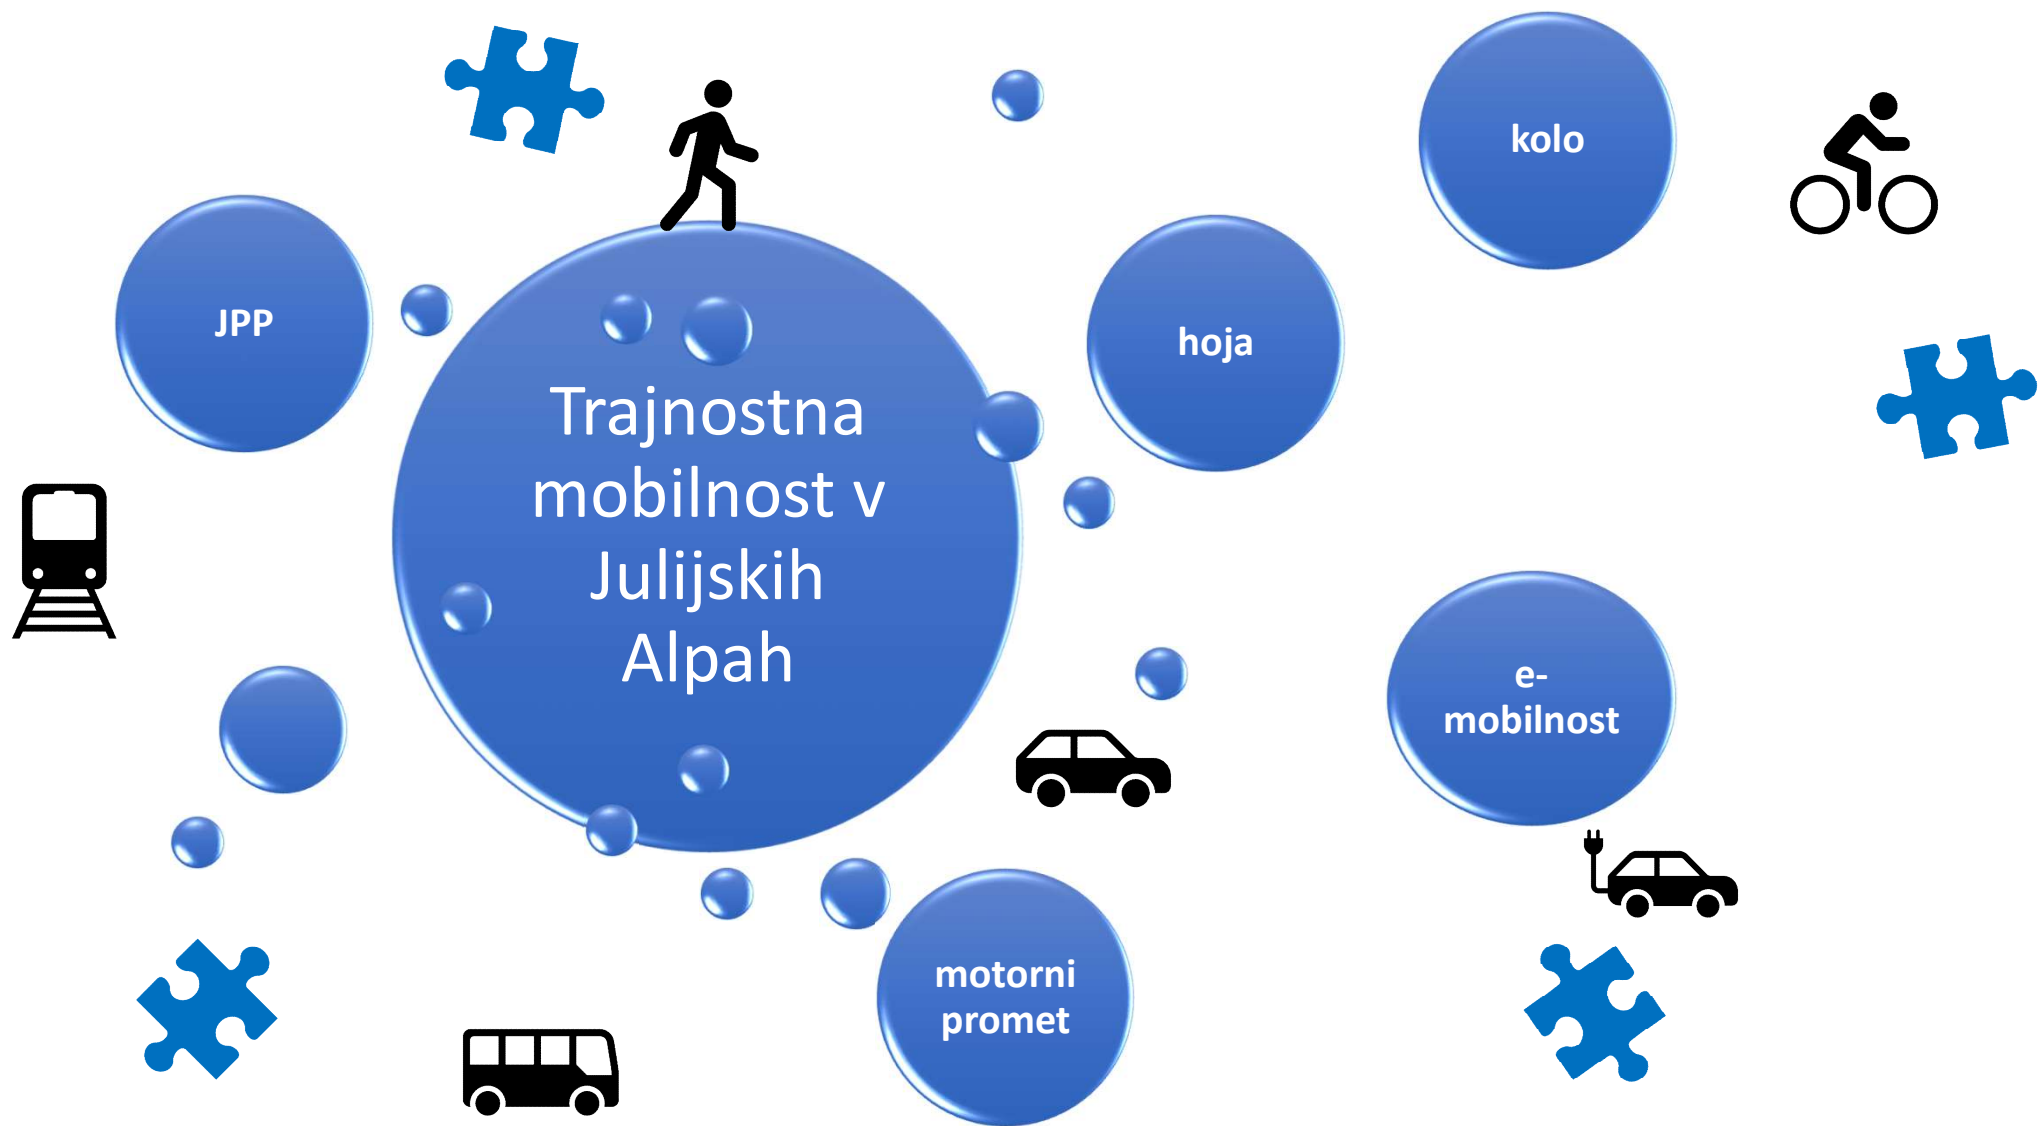 kolo
JPP
hoja
Trajnostna
mobilnost v
Julijskih
Alpah
e-
mobilnost
motorni
promet